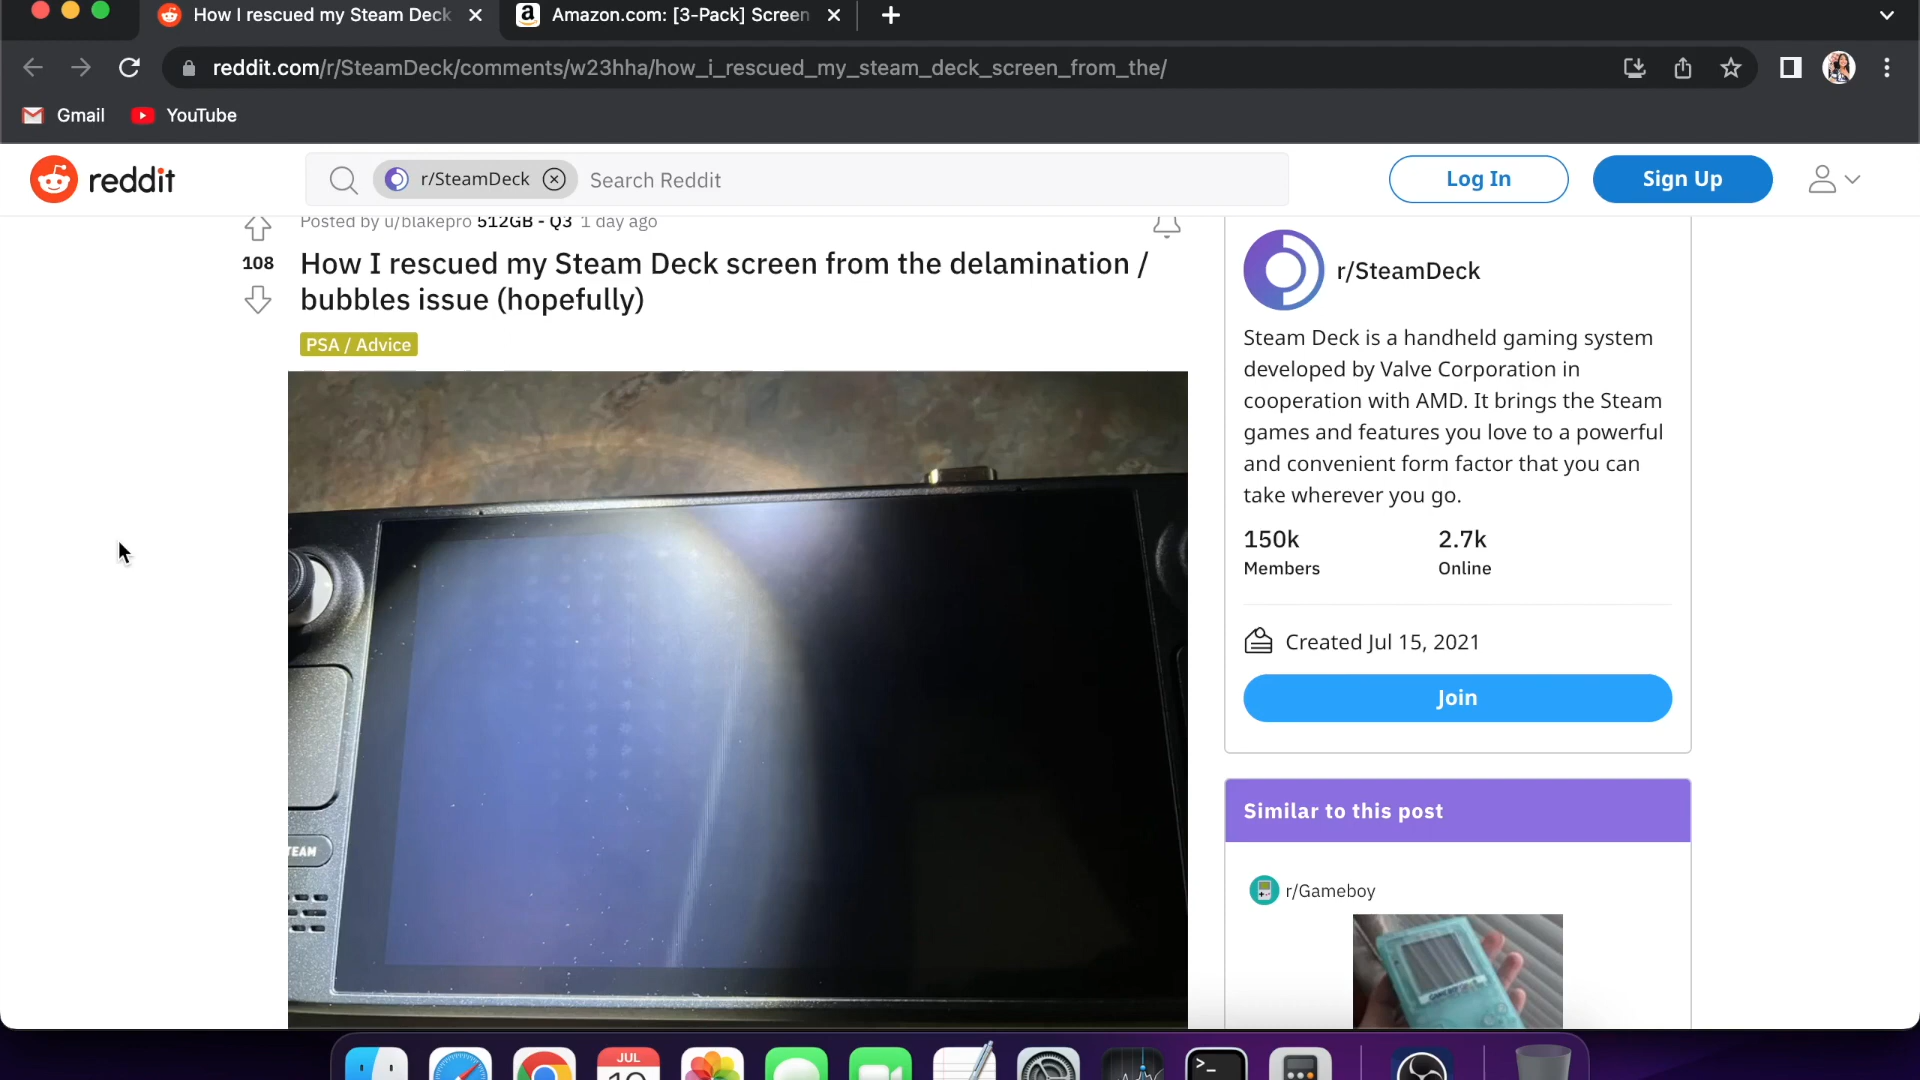 How I rescued my Steam Deck
Amazon.com: [3-Pack] Screen
reddit.com/r/SteamDeck/comments/w23hha/how_i_rescued_my_steam_deck_screen_from_the/
Gmail
YouTube
reddit
r/SteamDeck
Search Reddit
Log In
Sign Up
Posted by u/blakepro 512GB - Q3 1 day ago
108
How I rescued my Steam Deck screen from the delamination /
bubbles issue (hopefully)
PSA / Advice
TEAM
r/SteamDeck
Steam Deck is a handheld gaming system
developed by Valve Corporation in
cooperation with AMD. It brings the Steam
games and features you love to a powerful
and convenient form factor that you can
take wherever you go.
150k
2.7k
Members
Online
Created Jul 15, 2021
Join
Similar to this post
r/Gameboy
JUL